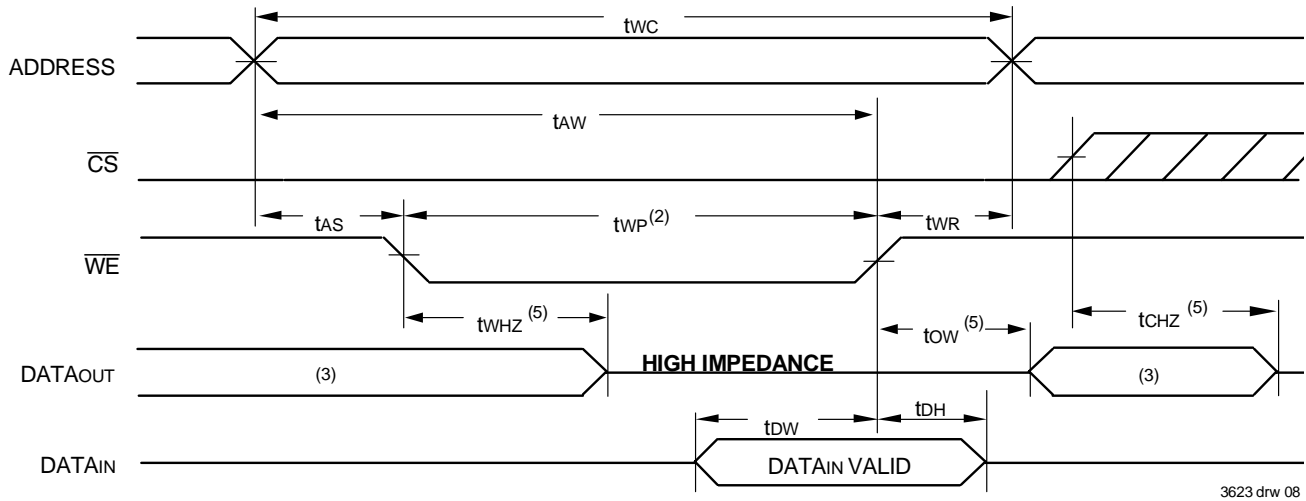 tWC
ADDRESS
tAW
CS
tAS
tWP(2)
tWR
WE
tWHZ (5)
tOW (5)
tCHZ (5)
HIGH IMPEDANCE
DATAOUT
(3)
(3)
tDW
tDH
DATAIN
DATAIN VALID
3623 drw 08